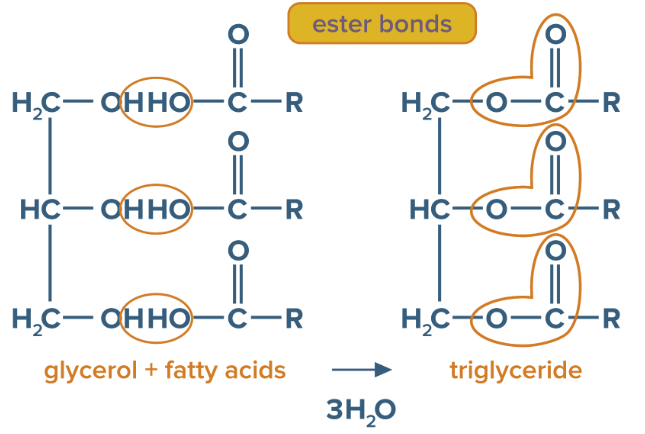 ester bonds
O O
H₂C OHHO C R H₂C O C R
O O
HC OHHO C R HC O C R
O O
H₂C OHHO C R H₂C O C R
glycerol + fatty acids → triglyceride
3H₂O